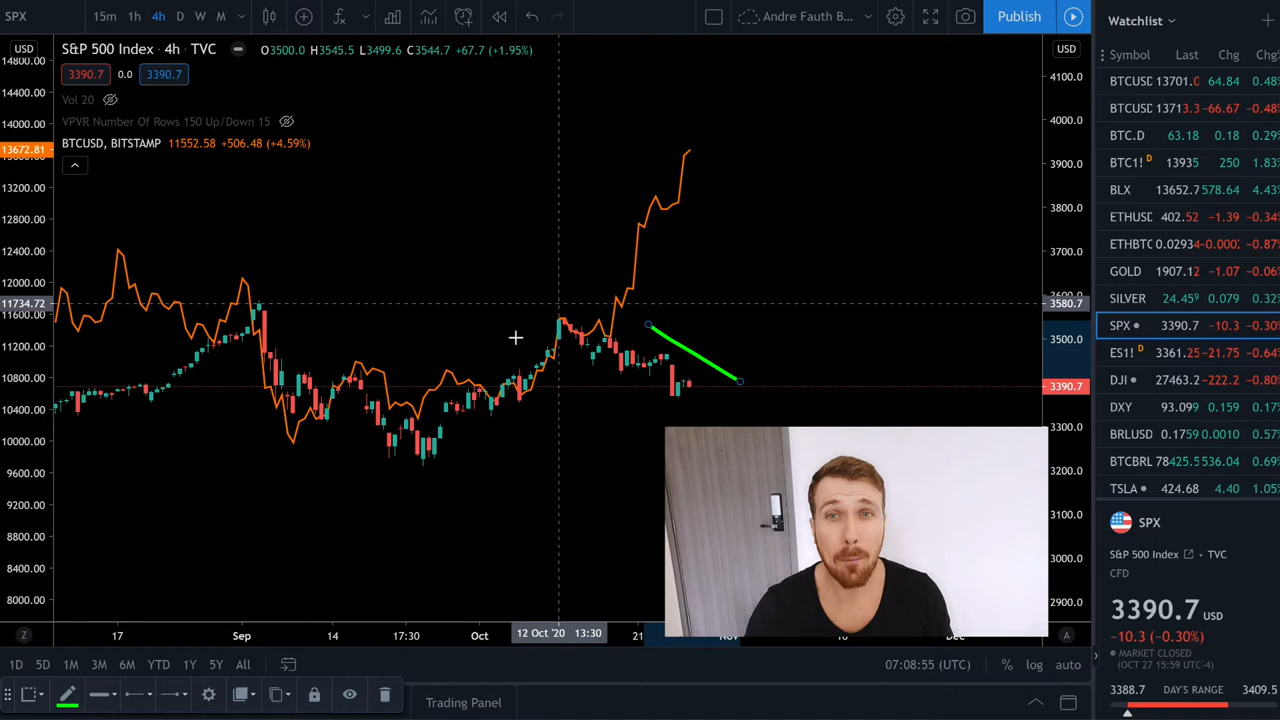 SPX 15m 1h 4h D W M Andre Fauth B... Publish
Watchlist
USD S&P 500 Index · 4h · TVC O3500.0 H3545.5 L3499.6 C3544.7 +67.7 (+1.95%) USD
Symbol Last Chg Chg%
3390.7 0.0 3390.7
Vol 20
VPVR Number Of Rows 150 Up/Down 15
BTCUSD, BITSTAMP 11552.58 +506.48 (+4.59%)
14800.00
14400.00
14000.00
13672.81
13200.00
12800.00
12400.00
12000.00
11734.72
11600.00
11200.00
10800.00
10400.00
10000.00
9600.00
9200.00
8800.00
8400.00
8000.00
4100.0
4000.0
3900.0
3800.0
3700.0
3580.7
3500.0
3390.7
3300.0
3200.0
3100.0
3000.0
2900.0
Z 17 Sep 14 17:30 Oct 12 Oct '20 13:30 21 A
1D 5D 1M 3M 6M YTD 1Y 5Y All 07:08:55 (UTC) % log auto
Trading Panel
BTCUSD 13701.0 64.84 0.48%
BTCUSD 13713.3 -66.67 -0.48%
BTC.D 63.18 0.18 0.29%
BTC1! D 13935 250 1.83%
BLX 13652.7 578.64 4.43%
ETHUSD 402.52 -1.39 -0.34%
ETHBTC 0.0293 -0.000 -0.87%
GOLD 1907.12 -1.07 -0.06%
SILVER 24.459 0.079 0.32%
SPX 3390.7 -10.3 -0.30%
ES1! D 3361.25 -21.75 -0.64%
DJI 27463.2 -222.2 -0.80%
DXY 93.099 0.159 0.17%
BRLUSD 0.1759 0.0010 0.57%
BTCBRL 78425.5 536.04 0.69%
TSLA 424.68 4.40 1.05%
SPX
S&P 500 Index · TVC
CFD
3390.7 USD
−10.3 (−0.30%)
MARKET CLOSED
(OCT 27 15:59 UTC-4)
3388.7 DAY'S RANGE 3409.5